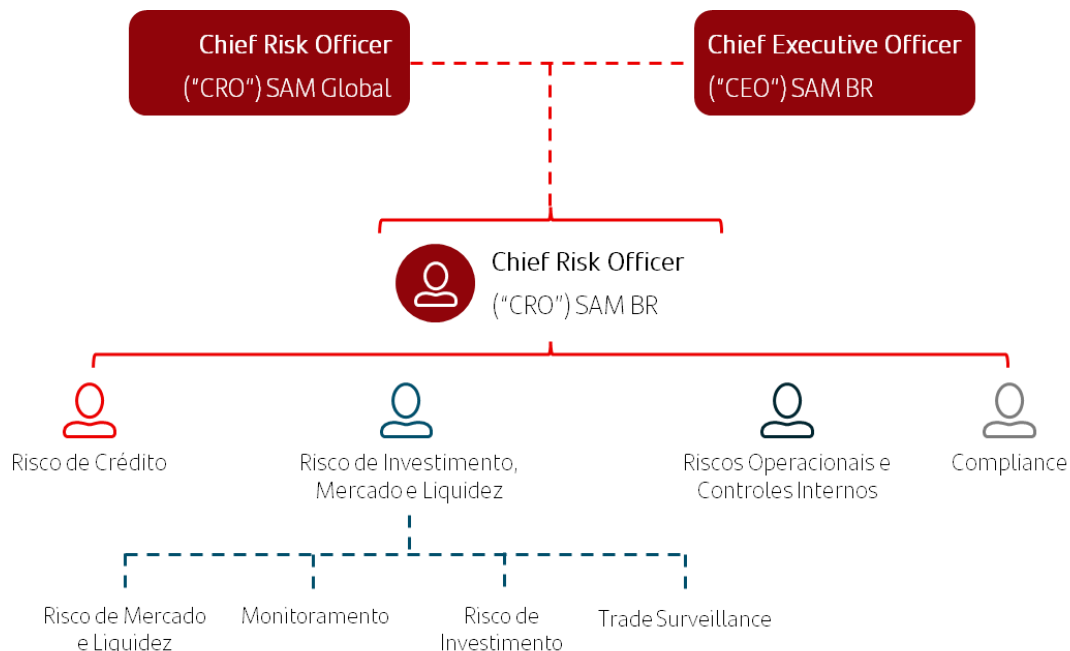 Chief Risk Officer
("CRO") SAM Global
Chief Executive Officer
("CEO") SAM BR
Chief Risk Officer
("CRO") SAM BR
Risco de Crédito
Risco de Investimento,
Mercado e Liquidez
Riscos Operacionais e
Controles Internos
Compliance
Risco de Mercado
e Liquidez
Monitoramento
Risco de
Investimento
Trade Surveillance